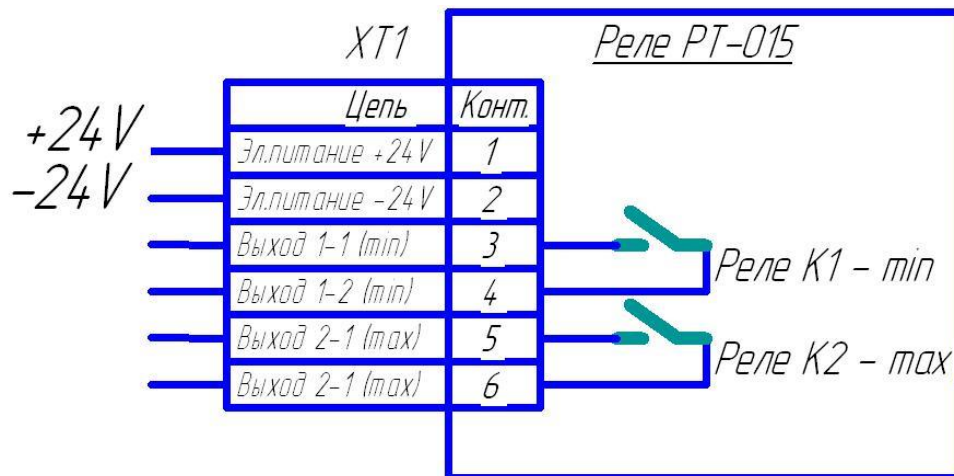 XT1
Реле РТ-015
Цепь Конт.
+24V
Эл.питание +24V 1
-24V
Эл.питание -24V 2
Выход 1-1 (min) 3
Выход 1-2 (min) 4
Реле К1 - min
Выход 2-1 (max) 5
Реле К2 - max
Выход 2-1 (max) 6